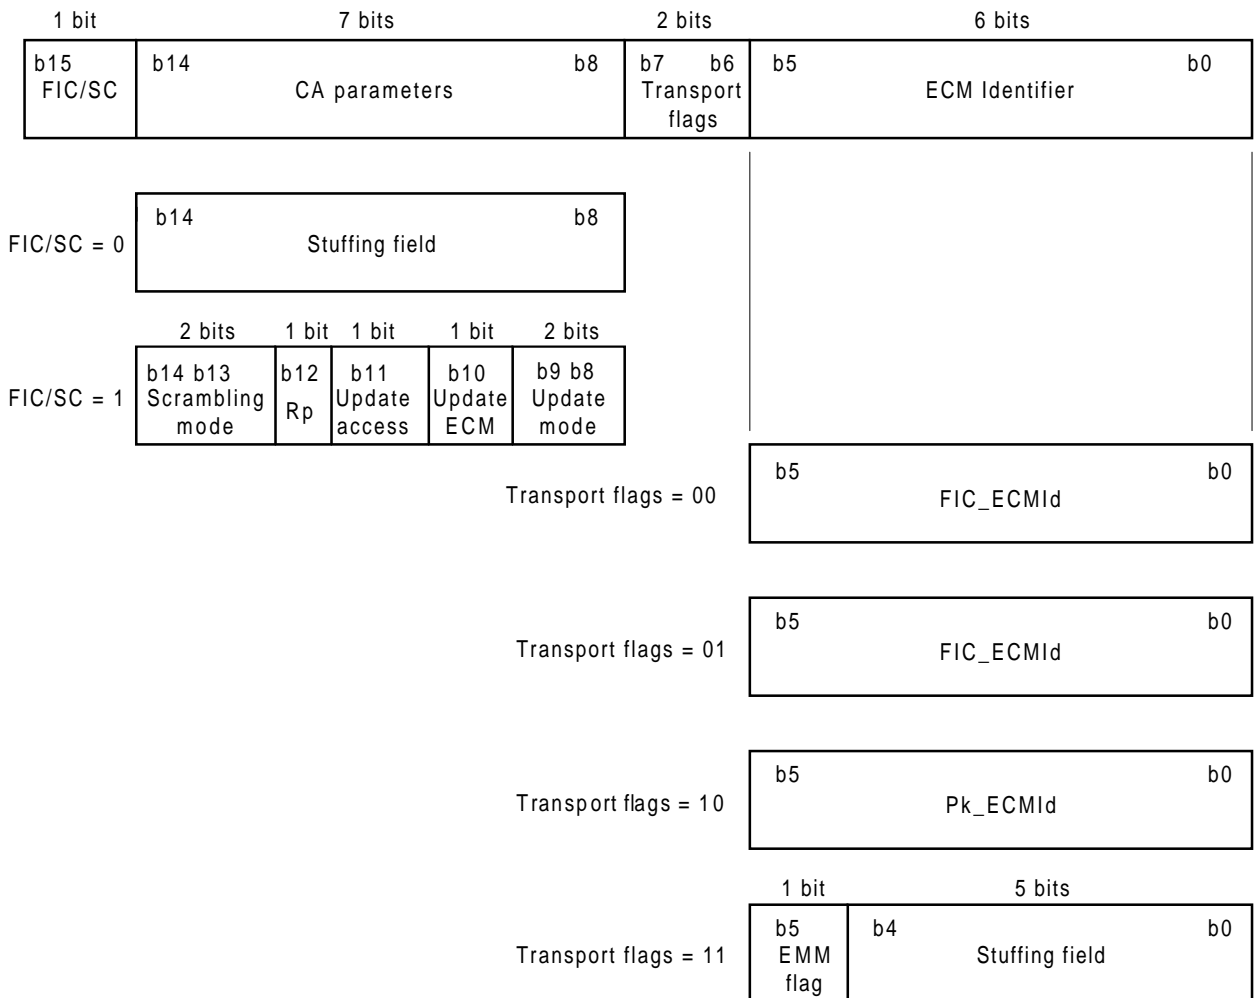 1 bit 7 bits 2 bits 6 bits
b15 b14 b8 b7 b6 b5 b0
FIC/SC CA parameters Transport ECM Identifier
flags
b14 b8
FIC/SC = 0 Stuffing field
2 bits 1 bit 1 bit 1 bit 2 bits
b14 b13 b12 b11 b10 b9 b8
FIC/SC = 1 Scrambling Rp Update Update Update
mode access ECM mode
b5 b0
Transport flags = 00 FIC_ECMId
b5 b0
Transport flags = 01 FIC_ECMId
b5 b0
Transport flags = 10 Pk_ECMId
1 bit 5 bits
b5 b4 b0
Transport flags = 11 EMM Stuffing field
flag